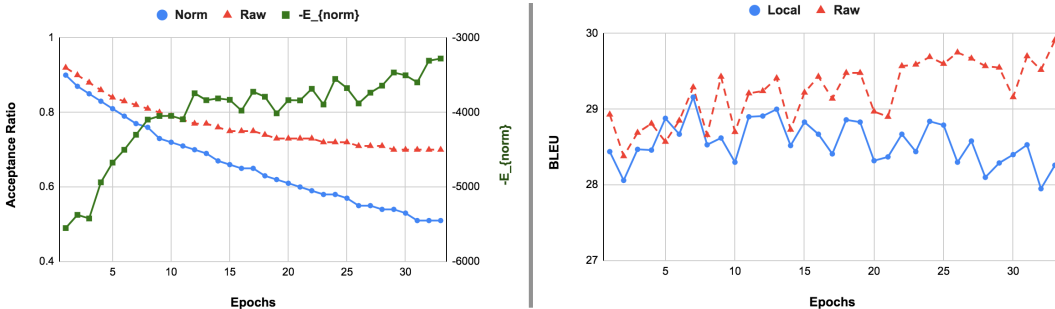 Norm Raw -E_{norm}
1
0.8
0.6
0.4
Acceptance Ratio
-3000
-4000
-5000
-6000
-E_{norm}
5 10 15 20 25 30
Epochs
Local Raw
30
29
28
27
BLEU
5 10 15 20 25 30
Epochs